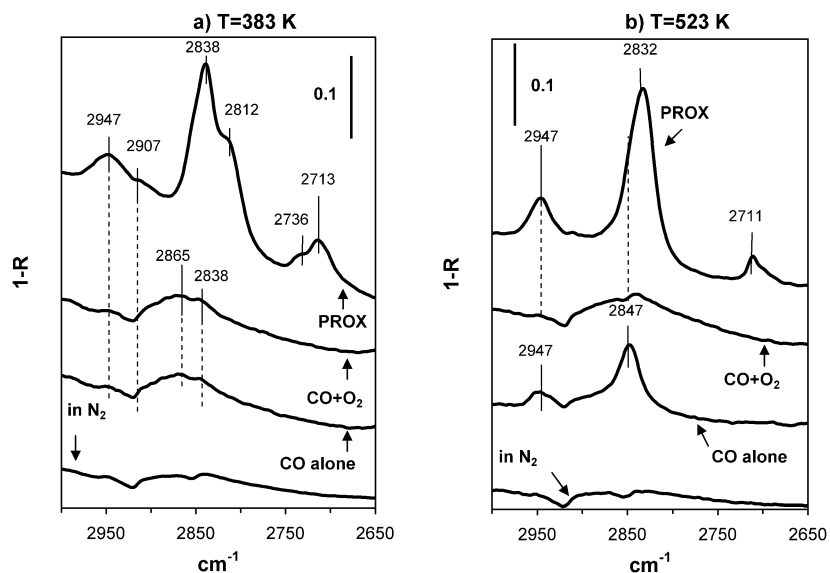 a) T=383 K
2838
0.1
2812
2947
2907
2713
2736
2865
2838
1-R
PROX
CO+O2
in N2
CO alone
2950 2850 2750 2650
cm-1
b) T=523 K
2832
0.1
PROX
2947
2711
1-R
2847
CO+O2
2947
CO alone
in N2
2950 2850 2750 2650
cm-1